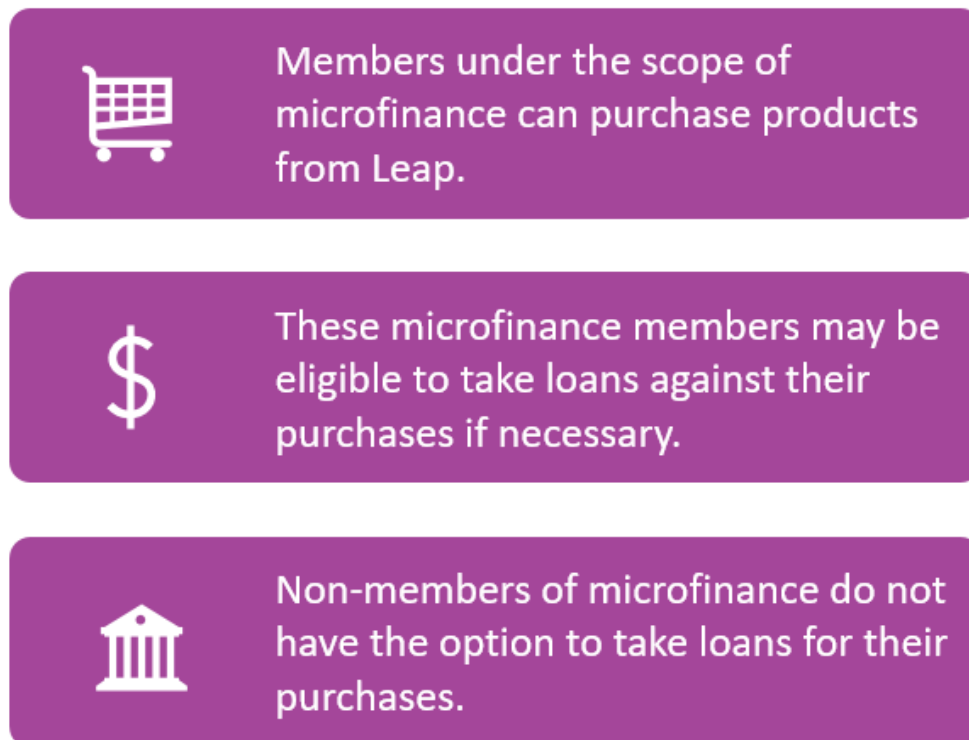 Members under the scope of
microfinance can purchase products
from Leap.
These microfinance members may be
eligible to take loans against their
purchases if necessary.
Non-members of microfinance do not
have the option to take loans for their
purchases.